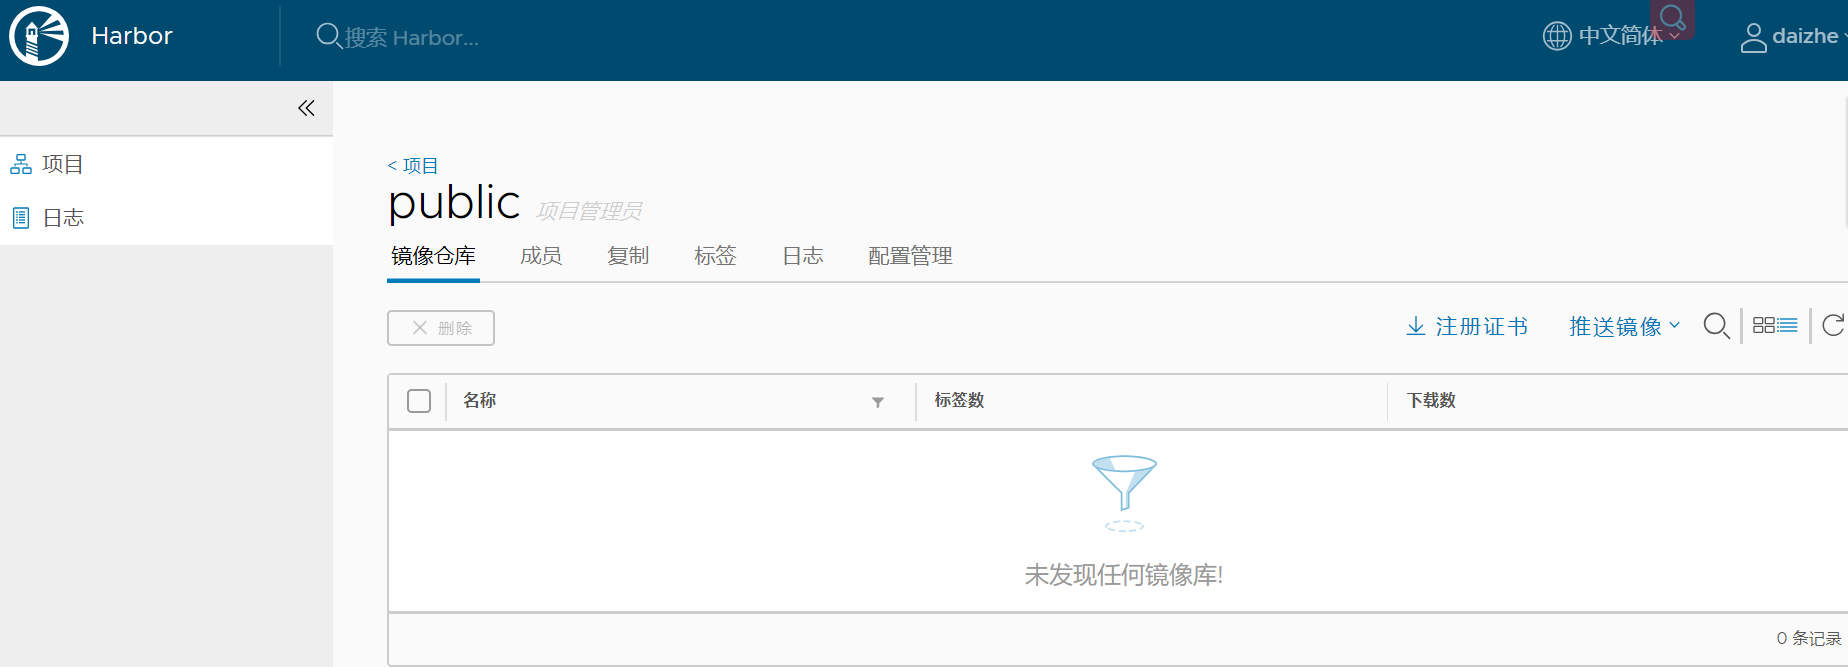 Harbor
搜索 Harbor...
中文简体
daizhe
项目
日志
< 项目
public 项目管理员
镜像仓库 成员 复制 标签 日志 配置管理
删除
注册证书 推送镜像
名称 标签数 下载数
未发现任何镜像库!
0 条记录